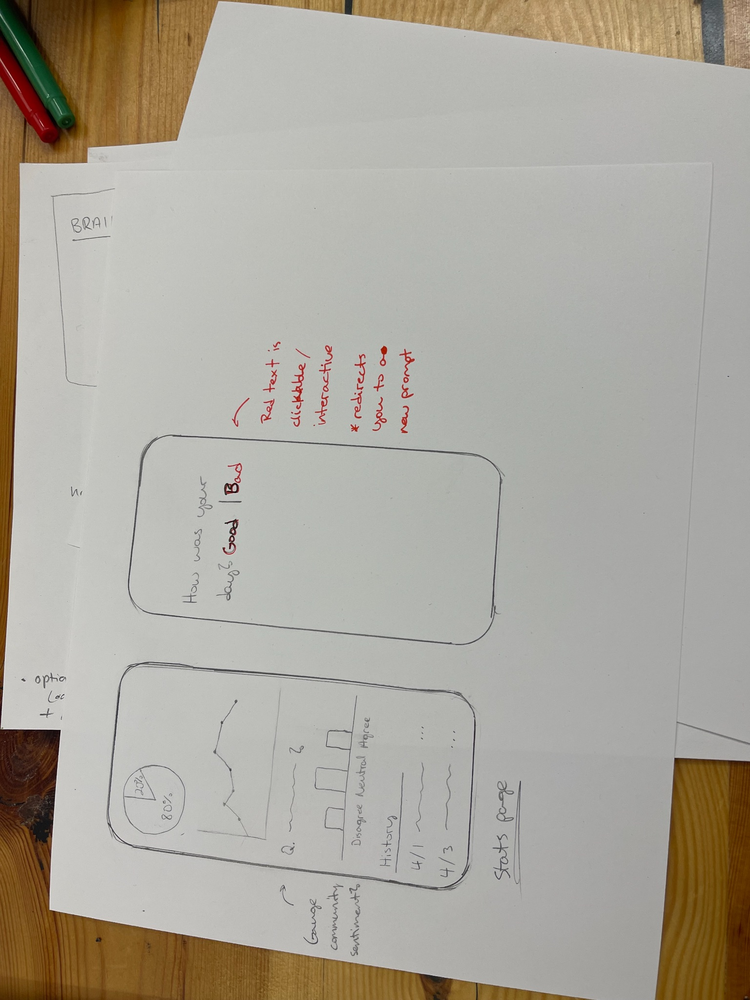 20%
80%
Q. ?
Disagree Neutral Agree
History
4/1 ...
4/3 ...
Stats page
Gauge
community
sentiment?
How was your
day? Good | Bad
Red text is
clickable/
interactive
* redirects
you to a
new prompt
BRAI
• optio
+